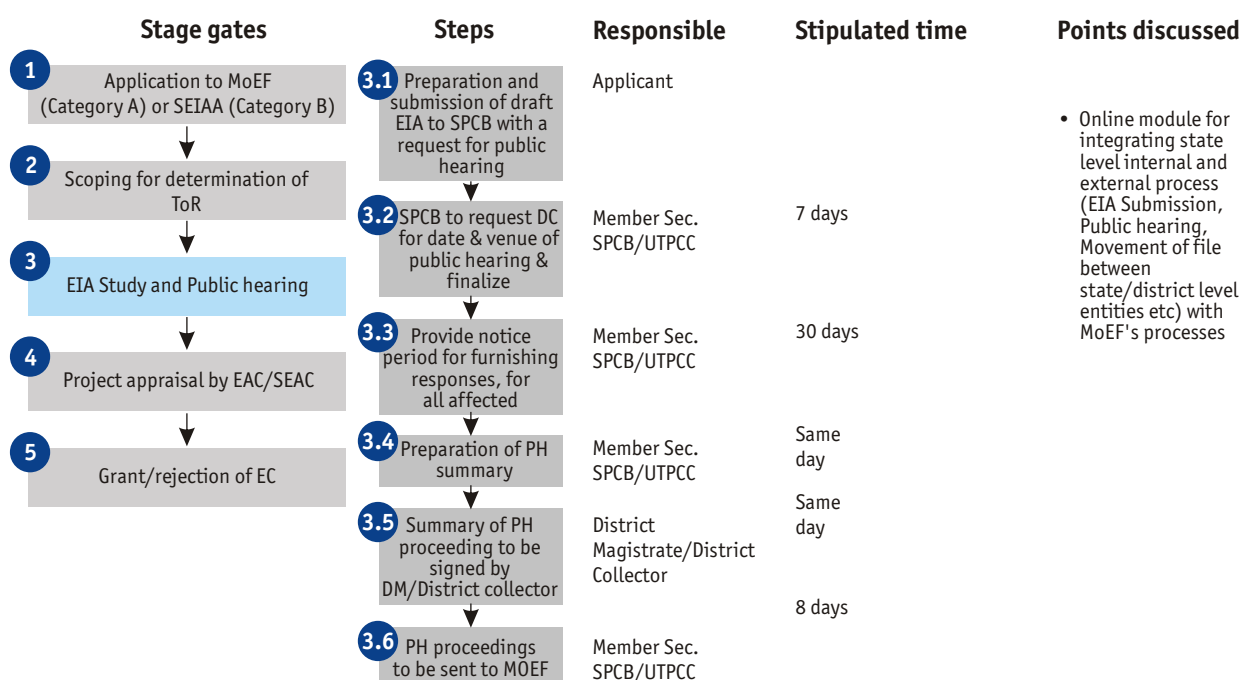 Stage gates
1
Application to MoEF
(Category A) or SEIAA (Category B)
2
Scoping for determination of
ToR
3
EIA Study and Public hearing
4
Project appraisal by EAC/SEAC
5
Grant/rejection of EC
Steps
3.1
Preparation and
submission of draft
EIA to SPCB with a
request for public
hearing
3.2
SPCB to request DC
for date & venue of
public hearing &
finalize
3.3
Provide notice
period for furnishing
responses, for
all affected
3.4
Preparation of PH
summary
3.5
Summary of PH
proceeding to be
signed by
DM/District collector
3.6
PH proceedings
to be sent to MOEF
Responsible
Applicant
Member Sec.
SPCB/UTPCC
Member Sec.
SPCB/UTPCC
Member Sec.
SPCB/UTPCC
District
Magistrate/District
Collector
Member Sec.
SPCB/UTPCC
Stipulated time
7 days
30 days
Same
day
Same
day
8 days
Points discussed
• Online module for
integrating state
level internal and
external process
(EIA Submission,
Public hearing,
Movement of file
between
state/district level
entities etc) with
MoEF's processes